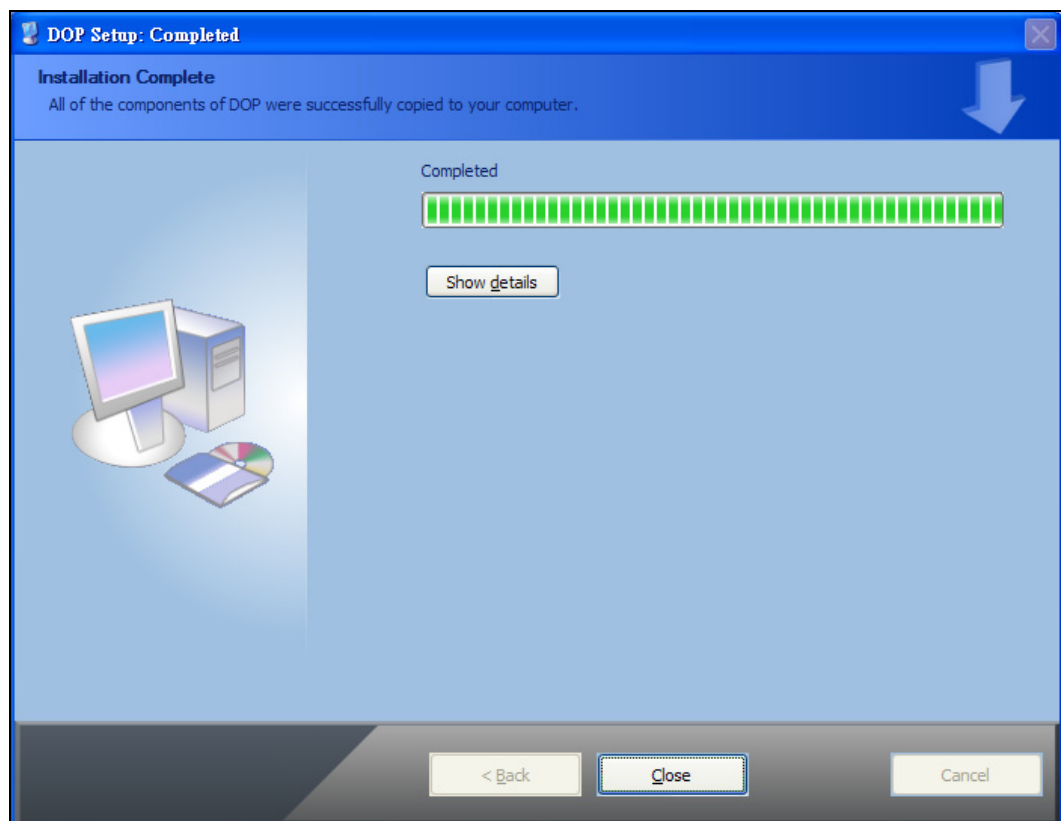 DOP Setup: Completed
Installation Complete
All of the components of DOP were successfully copied to your computer.
Completed
Show details
< Back
Close
Cancel